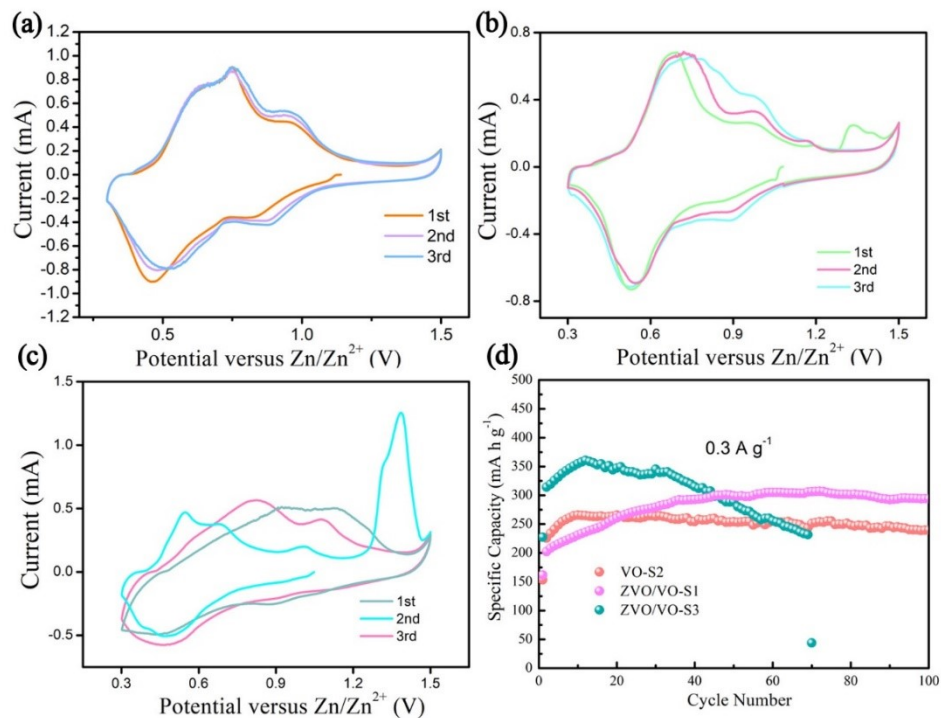 (a)
1.2
1.0
0.8
0.6
0.4
0.2
0.0
-0.2
-0.4
-0.6
-0.8
-1.0
-1.2
Current (mA)
1st
2nd
3rd
0.5 1.0 1.5
Potential versus Zn/Zn²⁺ (V)
(b)
0.8
0.4
0.0
-0.4
-0.8
Current (mA)
1st
2nd
3rd
0.3 0.6 0.9 1.2 1.5
Potential versus Zn/Zn²⁺ (V)
(c)
1.5
1.0
0.5
0.0
-0.5
Current (mA)
1st
2nd
3rd
0.3 0.6 0.9 1.2 1.5
Potential versus Zn/Zn²⁺ (V)
(d)
500
450
400
350
300
250
200
150
100
50
0
Specific Capacity (mA h g⁻¹)
0.3 A g⁻¹
VO-S2
ZVO/VO-S1
ZVO/VO-S3
0 20 40 60 80 100
Cycle Number